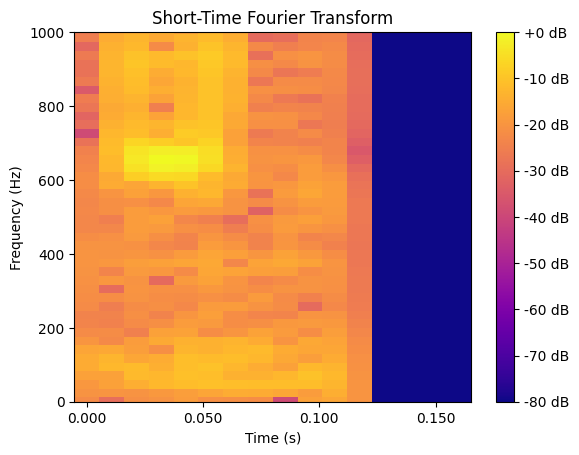 Short-Time Fourier Transform
1000
800
600
400
200
0
Frequency (Hz)
0.000
0.050
0.100
0.150
Time (s)
+0 dB
-10 dB
-20 dB
-30 dB
-40 dB
-50 dB
-60 dB
-70 dB
-80 dB